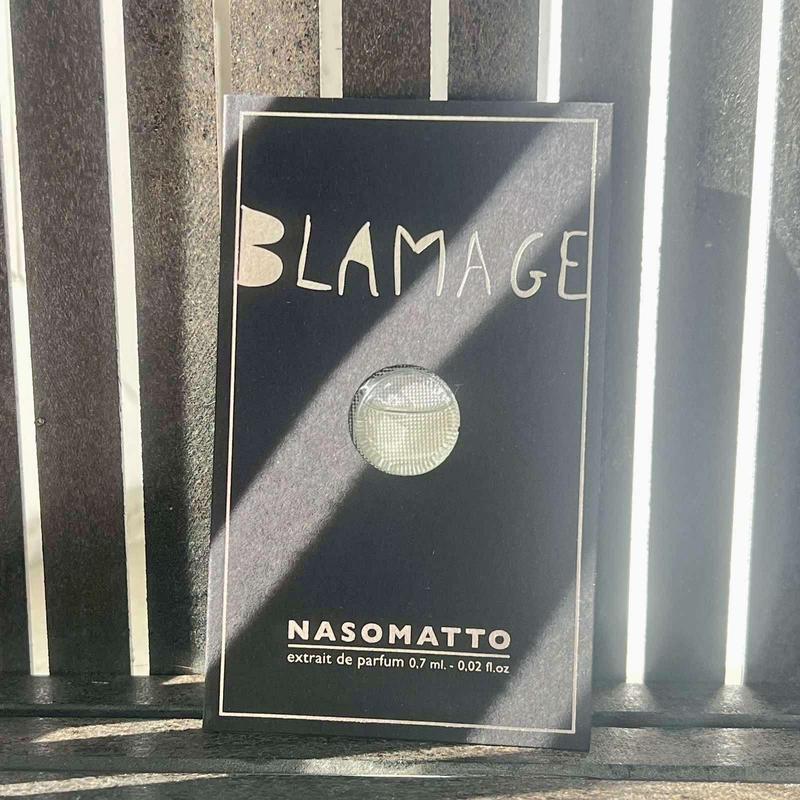 BLAMAGE
NASOMATTO
extrait de parfum 0.7 ml. - 0,02 fl.oz